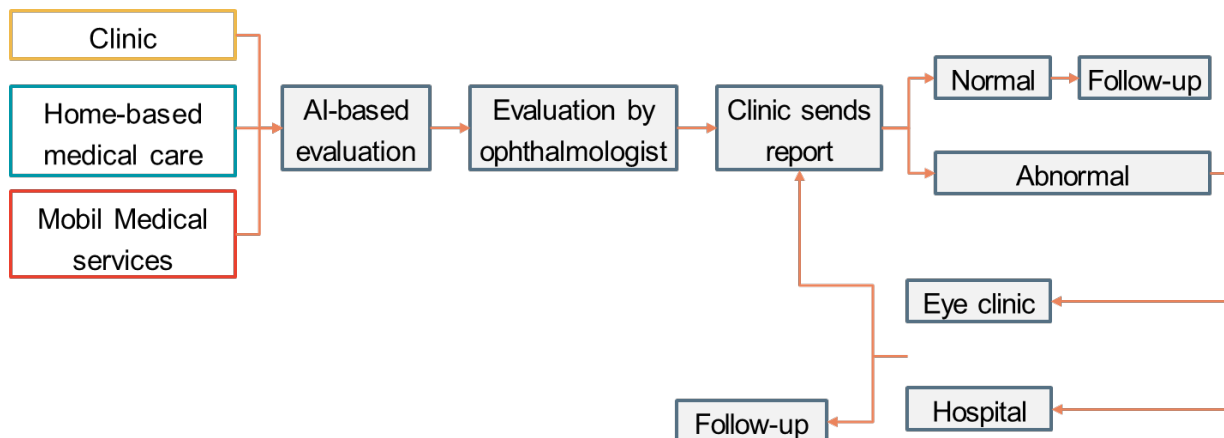 Clinic
Home-based
medical care
Mobil Medical
services
AI-based
evaluation
Evaluation by
ophthalmologist
Clinic sends
report
Normal
Follow-up
Abnormal
Eye clinic
Hospital
Follow-up